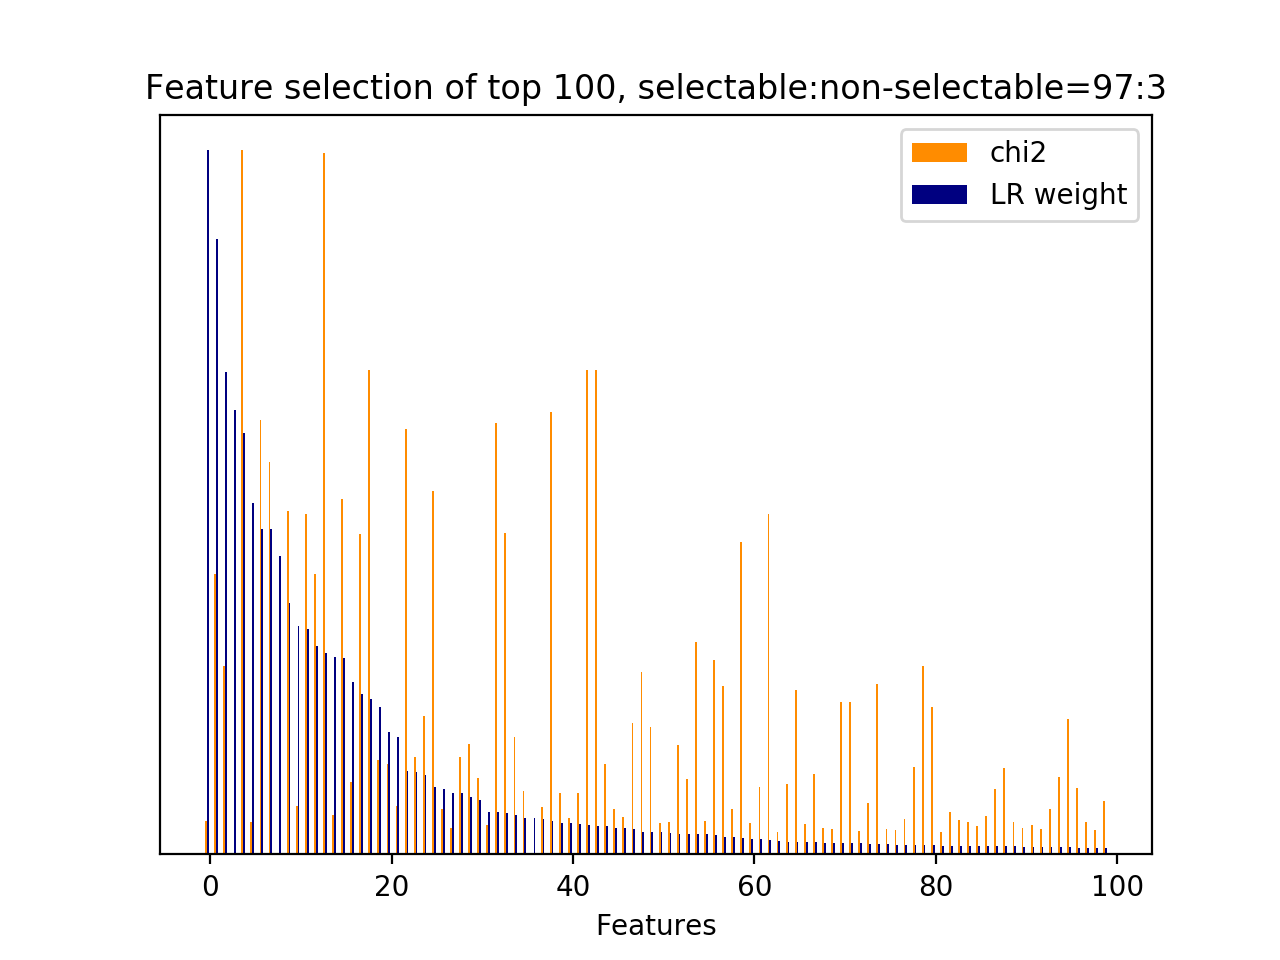 Feature selection of top 100, selectable:non-selectable=97:3
chi2
LR weight
0 20 40 60 80 100
Features